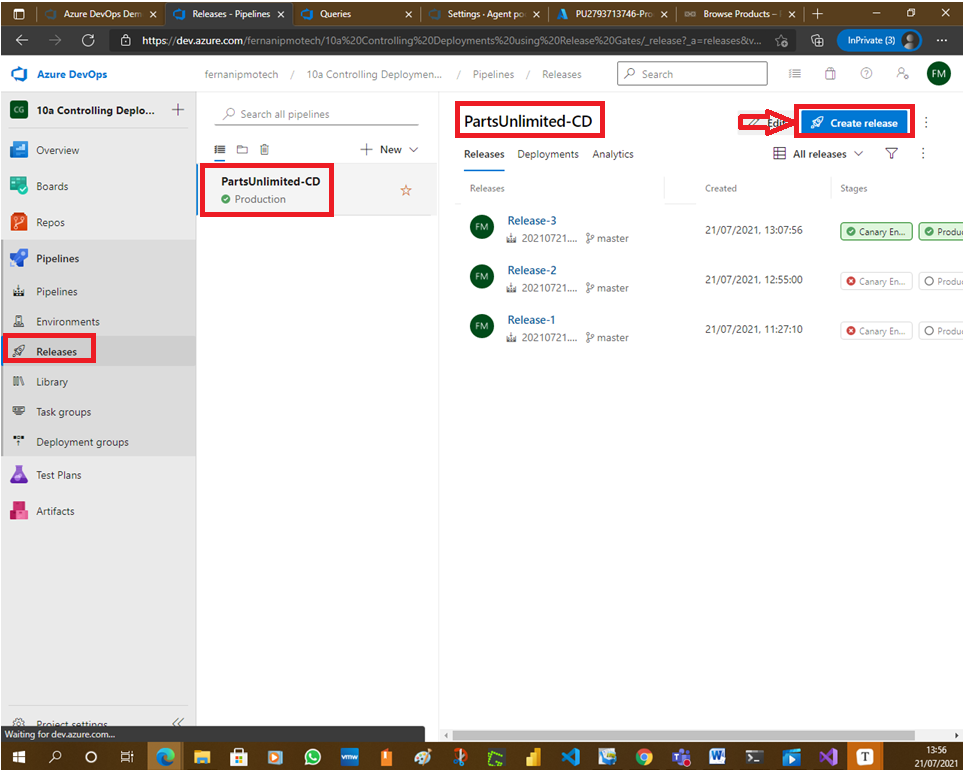 Azure DevOps Dem
Releases - Pipelines
Queries
Settings · Agent po
PU2793713746-Pro
Browse Products –
https://dev.azure.com/fernanipmotech/10a%20Controlling%20Deployments%20using%20Release%20Gates/_release?_a=releases&v...
InPrivate (3)
Azure DevOps
fernanipmotech / 10a Controlling Deploymen... / Pipelines / Releases
Search
FM
CG
10a Controlling Deplo...
Overview
Boards
Repos
Pipelines
Pipelines
Environments
Releases
Library
Task groups
Deployment groups
Test Plans
Artifacts
Project settings
Waiting for dev.azure.com...
Search all pipelines
New
PartsUnlimited-CD
Production
PartsUnlimited-CD
Edit
Create release
Releases Deployments Analytics
All releases
Releases Created Stages
FM Release-3
20210721.... master
21/07/2021, 13:07:56
Canary En... Produc
FM Release-2
20210721.... master
21/07/2021, 12:55:00
Canary En... Produc
FM Release-1
20210721.... master
21/07/2021, 11:27:10
Canary En... Produc
vmw
T
13:56
21/07/2021